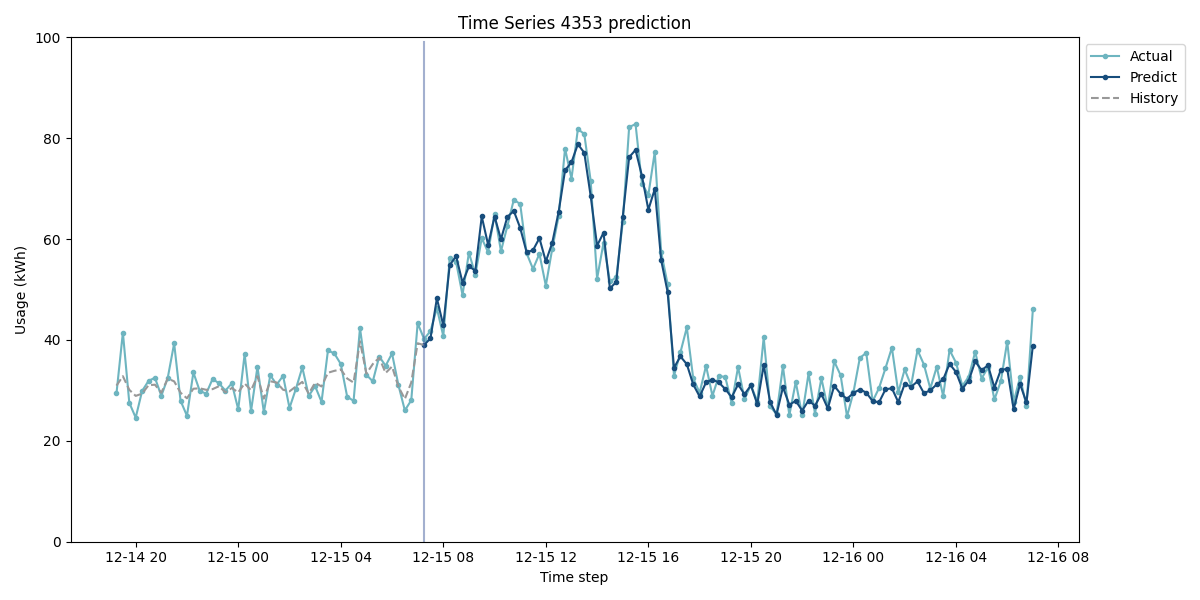 Time Series 4353 prediction
100
80
60
40
20
0
Usage (kWh)
12-14 20
12-15 00
12-15 04
12-15 08
12-15 12
12-15 16
12-15 20
12-16 00
12-16 04
12-16 08
Time step
Actual
Predict
History